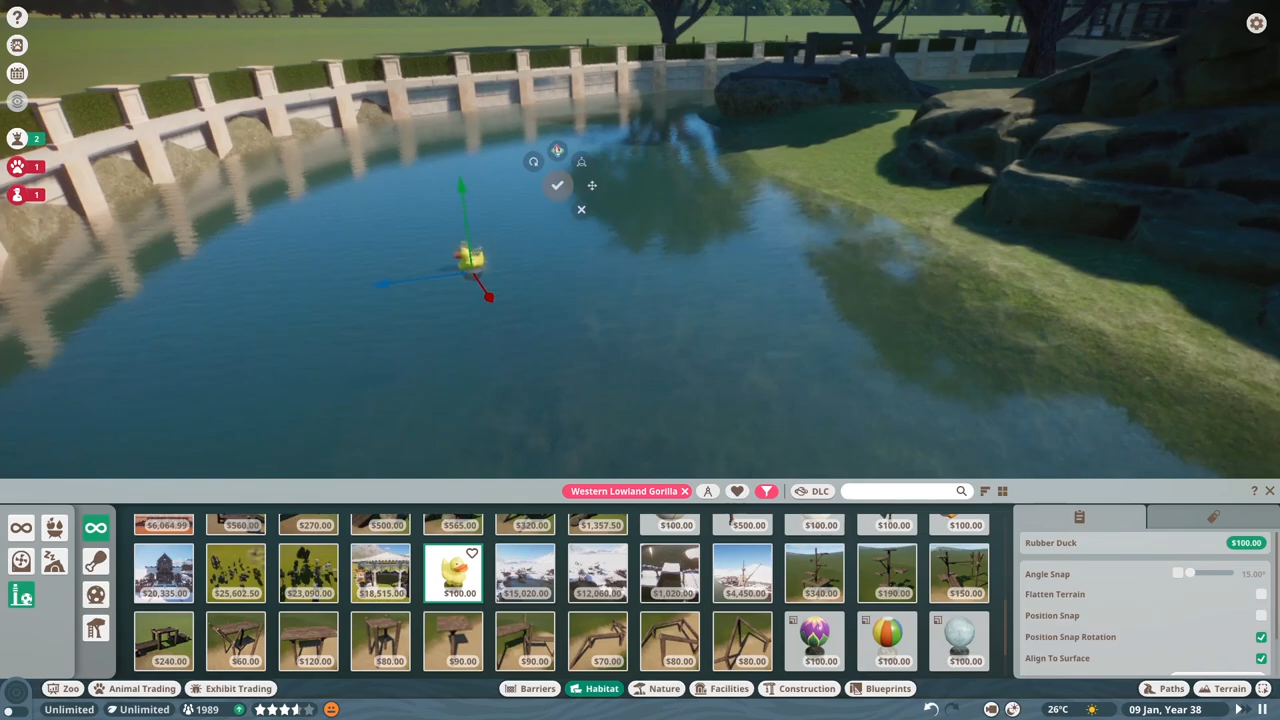 ?
2
1
1
Western Lowland Gorilla ×
DLC
? ×
$6,064.99
$560.00
$270.00
$500.00
$565.00
$320.00
$1,357.50
$100.00
$500.00
$100.00
$100.00
$100.00
Rubber Duck
$100.00
$20,335.00
$25,602.50
$23,090.00
$18,515.00
$100.00
$15,020.00
$12,060.00
$1,020.00
$4,450.00
$340.00
$190.00
$150.00
Angle Snap
15.00°
Flatten Terrain
Position Snap
Position Snap Rotation
Align To Surface
$240.00
$60.00
$120.00
$80.00
$90.00
$90.00
$70.00
$80.00
$80.00
$100.00
$100.00
$100.00
Zoo
Animal Trading
Exhibit Trading
Barriers
Habitat
Nature
Facilities
Construction
Blueprints
Paths
Terrain
Unlimited
Unlimited
1989
26°C
09 Jan, Year 38